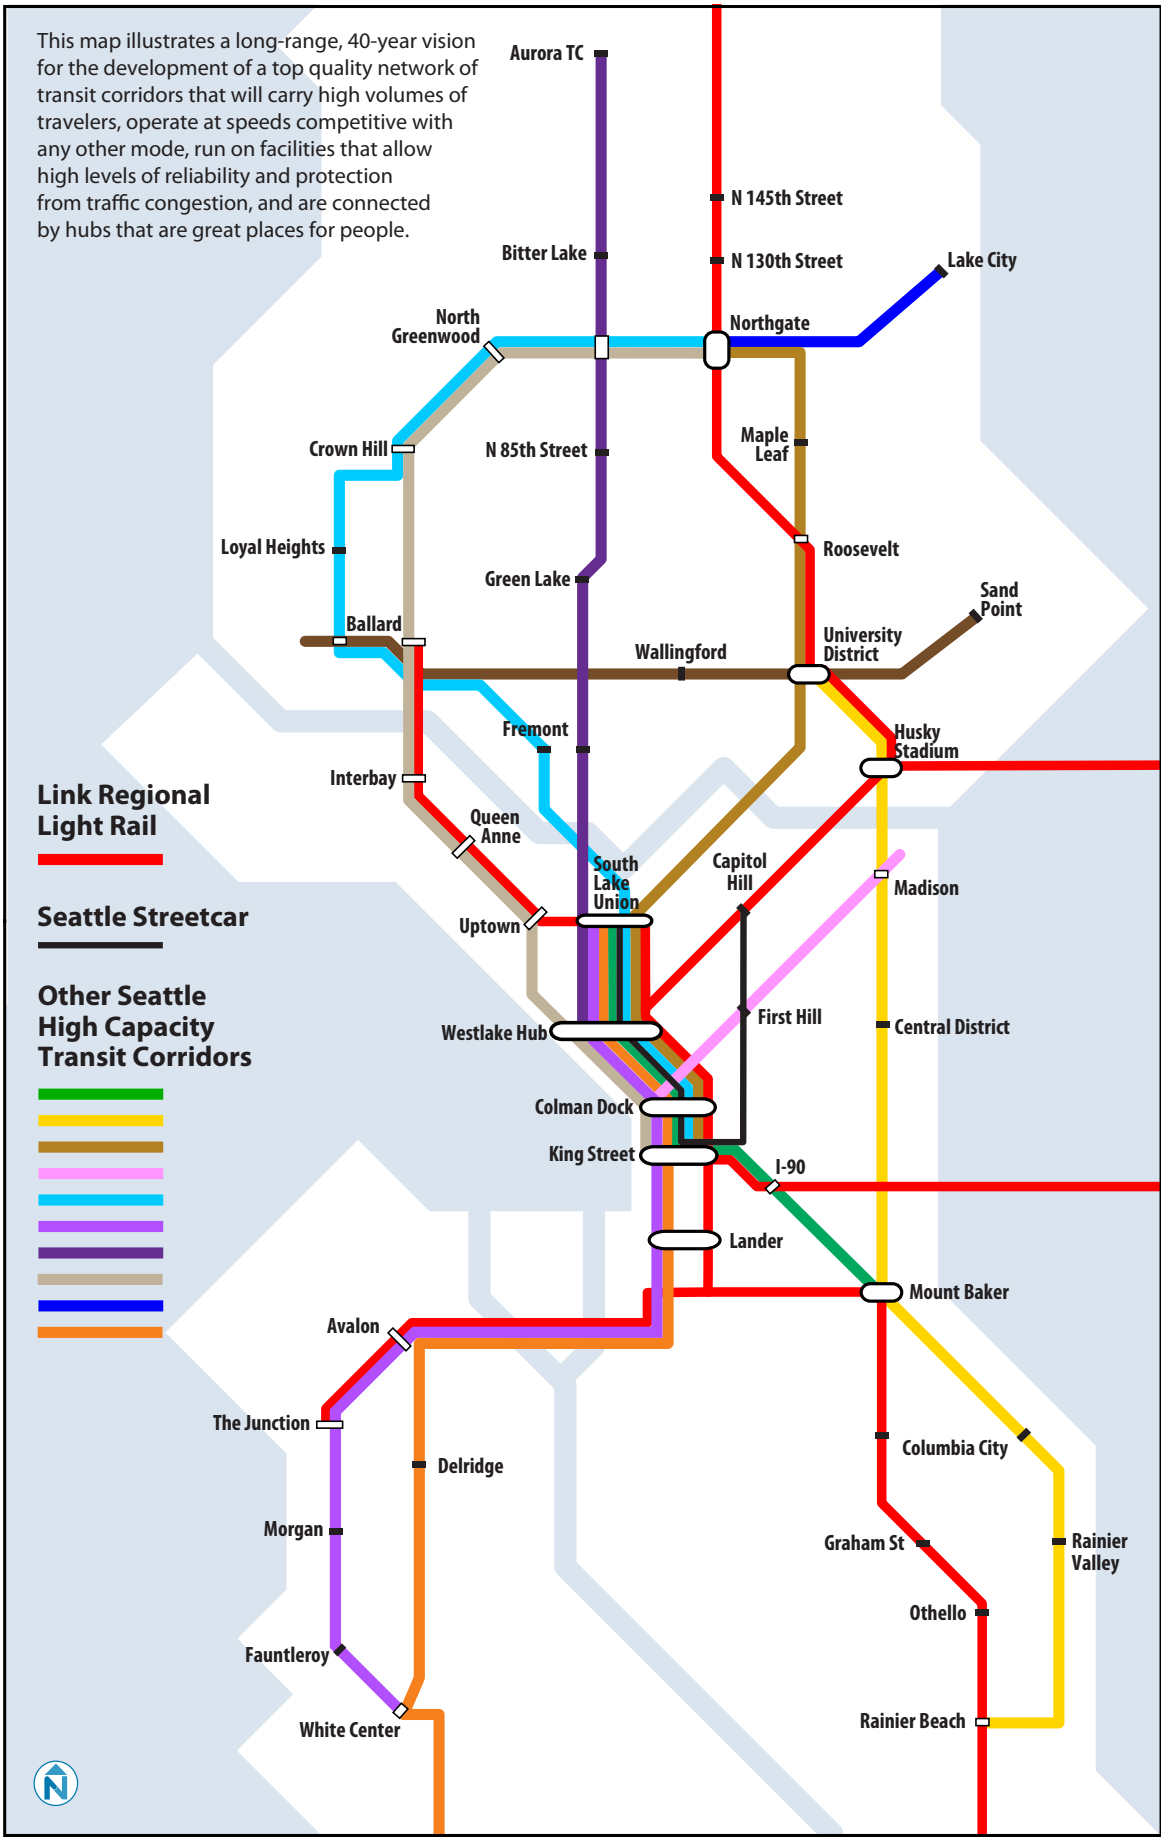 This map illustrates a long-range, 40-year vision
for the development of a top quality network of
transit corridors that will carry high volumes of
travelers, operate at speeds competitive with
any other mode, run on facilities that allow
high levels of reliability and protection
from traffic congestion, and are connected
by hubs that are great places for people.
Aurora TC
N 145th Street
Bitter Lake
N 130th Street
Lake City
North
Greenwood
Northgate
Crown Hill
N 85th Street
Maple
Leaf
Loyal Heights
Roosevelt
Green Lake
Sand
Point
Ballard
Wallingford
University
District
Fremont
Husky
Stadium
Interbay
Link Regional
Light Rail
Queen
Anne
South
Lake
Union
Capitol
Hill
Madison
Seattle Streetcar
Uptown
Other Seattle
High Capacity
Transit Corridors
Westlake Hub
First Hill
Central District
Colman Dock
King Street
I-90
Lander
Mount Baker
Avalon
The Junction
Columbia City
Delridge
Morgan
Graham St
Rainier
Valley
Othello
Fauntleroy
White Center
Rainier Beach
N